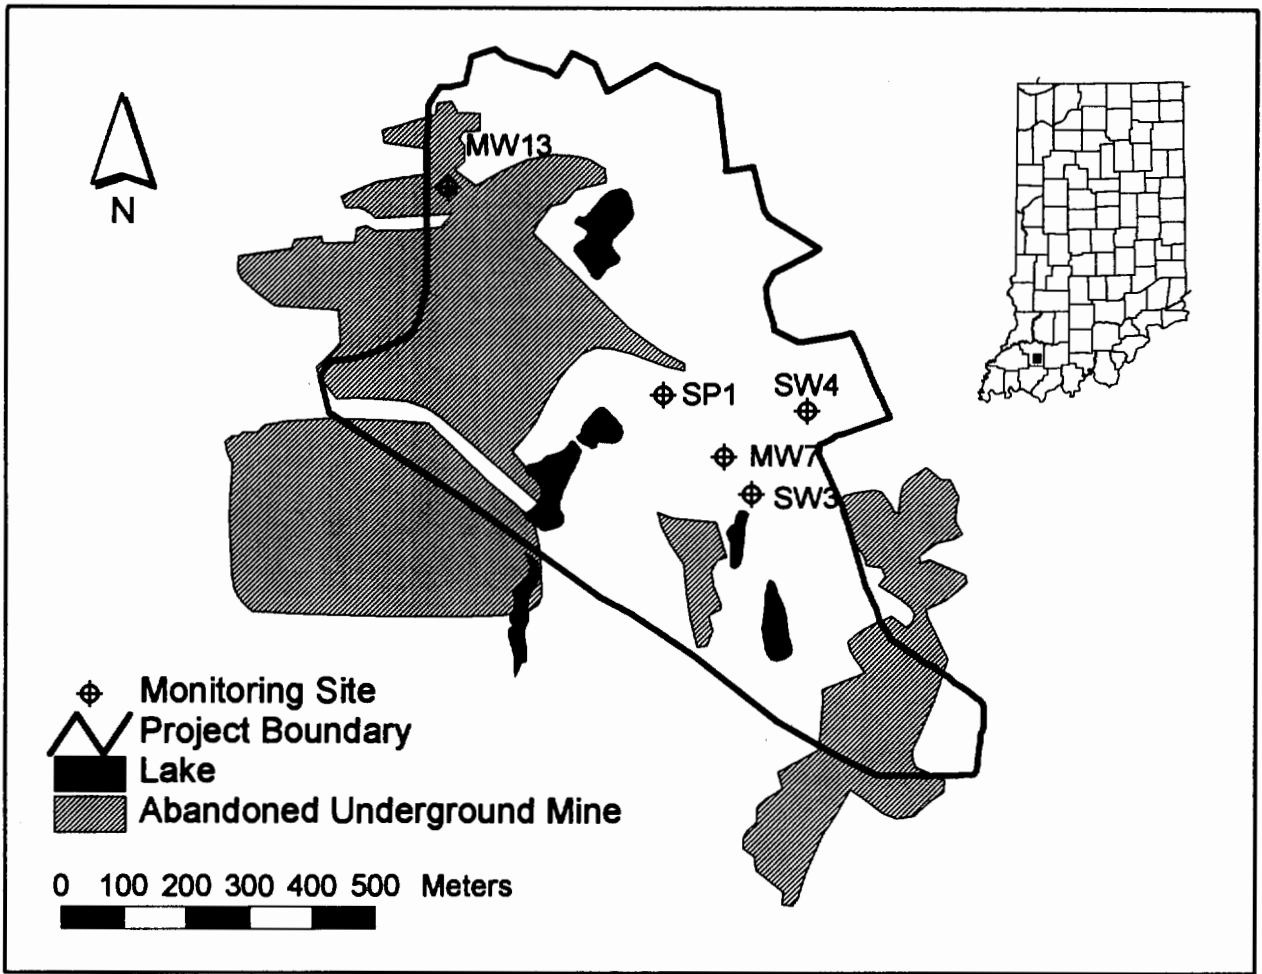 MW13
N
SP1
SW4
MW7
SW3
Monitoring Site
Project Boundary
Lake
Abandoned Underground Mine
0 100 200 300 400 500 Meters